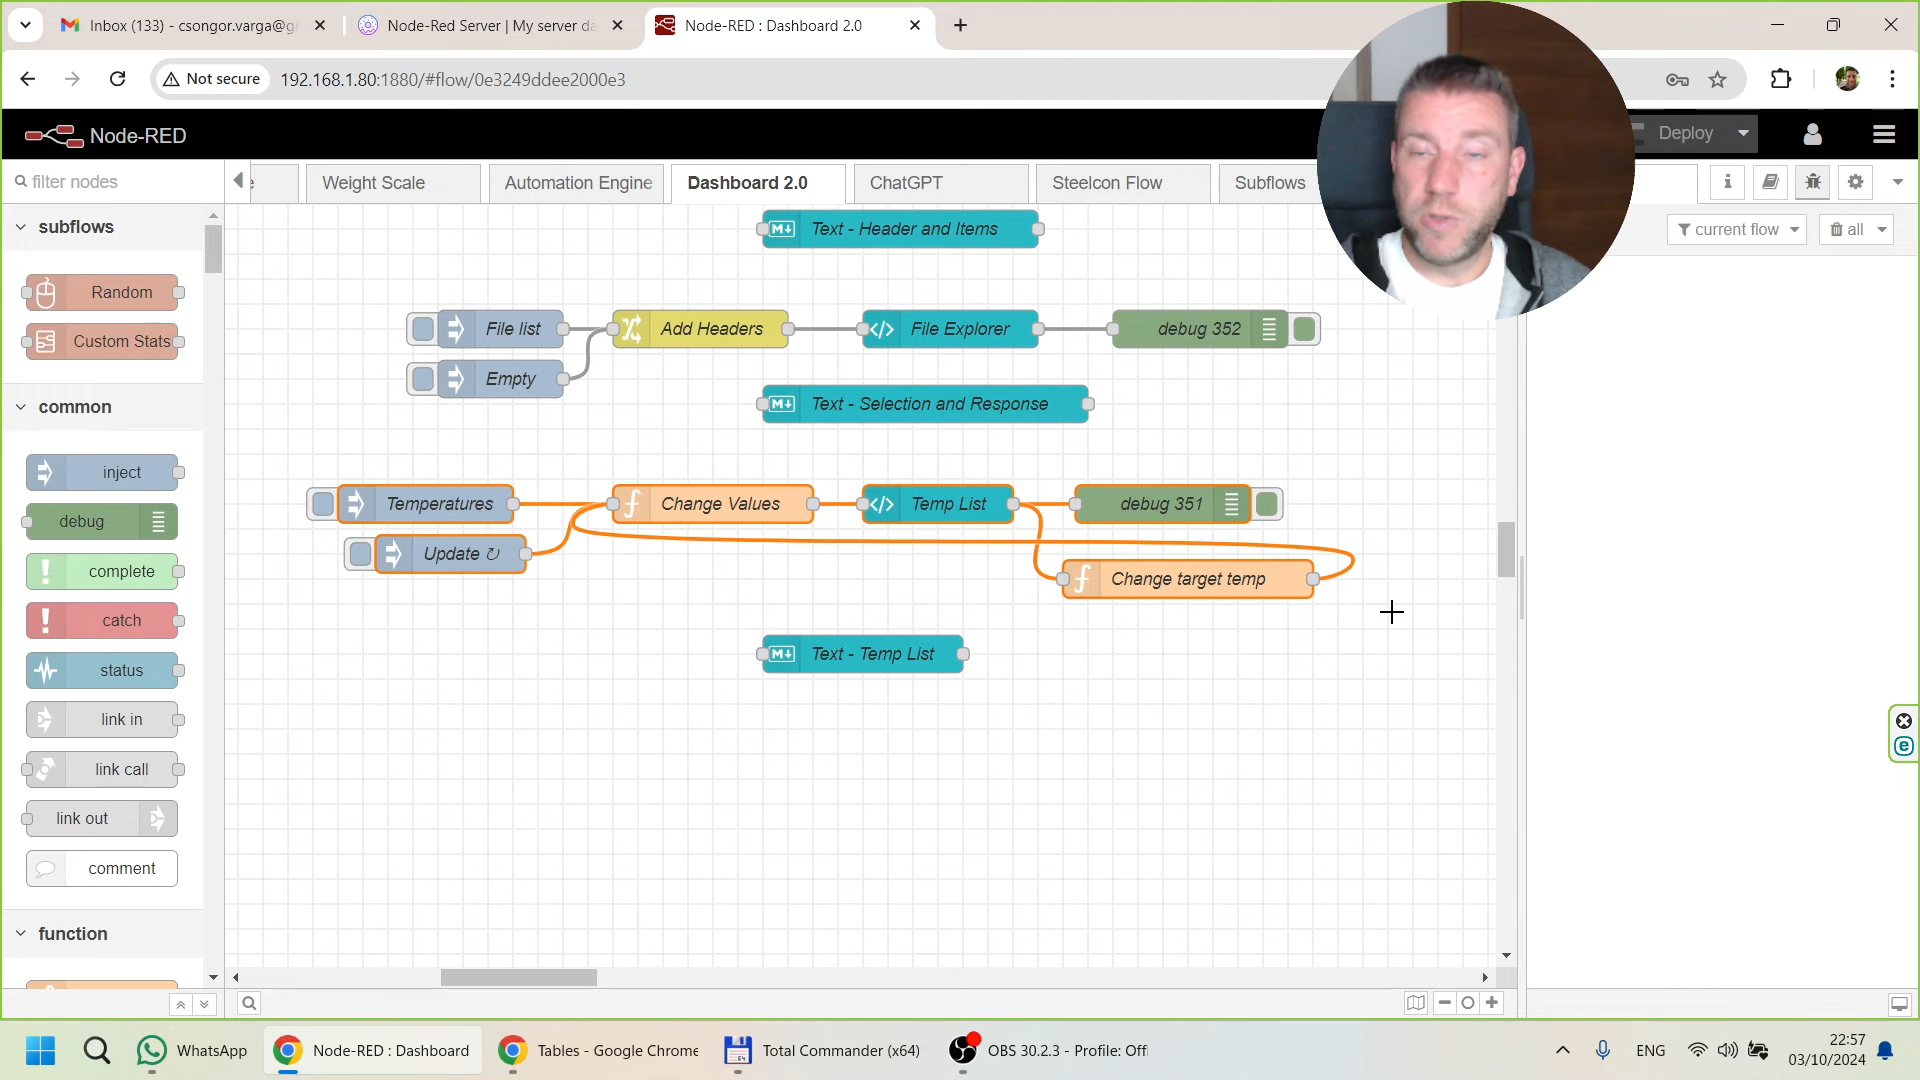 Inbox (133) - csongor.varga@g
Node-Red Server | My server da
Node-RED : Dashboard 2.0
Not secure
192.168.1.80:1880/#flow/0e3249ddee2000e3
Node-RED
Deploy
filter nodes
Weight Scale
Automation Engine
Dashboard 2.0
ChatGPT
Steelcon Flow
Subflows
current flow
all
subflows
Random
Custom Stats
common
inject
debug
complete
catch
status
link in
link call
link out
comment
function
Text - Header and Items
File list
Add Headers
File Explorer
debug 352
Empty
Text - Selection and Response
Temperatures
Change Values
Temp List
debug 351
Update ↻
Change target temp
Text - Temp List
WhatsApp
Node-RED : Dashboard
Tables - Google Chrome
Total Commander (x64)
OBS 30.2.3 - Profile: Offl
ENG
22:57
03/10/2024